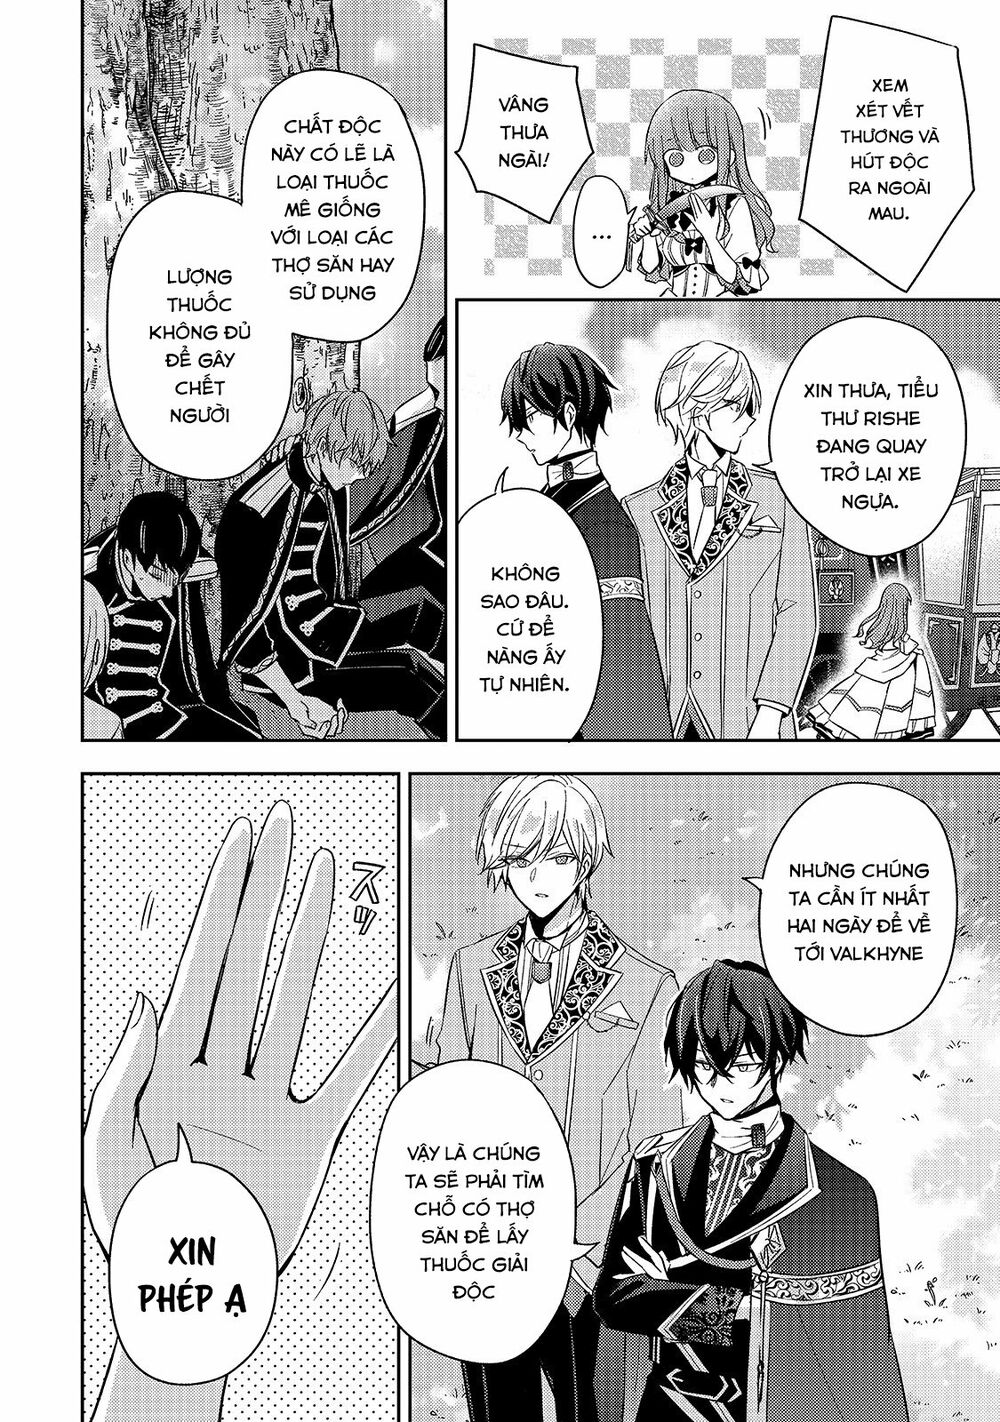 XEM
XÉT VẾT
THƯƠNG VÀ
HÚT ĐỘC
RA NGOÀI
MAU.
VÂNG
THƯA
NGÀI!
...
XIN THƯA, TIỂU
THƯ RISHE
ĐANG QUAY
TRỞ LẠI XE
NGỰA.
KHÔNG
SAO ĐÂU.
CỨ ĐỂ
NÀNG ẤY
TỰ NHIÊN.
CHẤT ĐỘC
NÀY CÓ LẼ LÀ
LOẠI THUỐC
MÊ GIỐNG
VỚI LOẠI CÁC
THỢ SĂN HAY
SỬ DỤNG
LƯỢNG
THUỐC
KHÔNG ĐỦ
ĐỂ GÂY
CHẾT
NGƯỜI
NHƯNG CHÚNG
TA CẦN ÍT NHẤT
HAI NGÀY ĐỂ VỀ
TỚI VALKHYNE
VẬY LÀ CHÚNG
TA SẼ PHẢI TÌM
CHỖ CÓ THỢ
SĂN ĐỂ LẤY
THUỐC GIẢI
ĐỘC
スッ
XIN
PHÉP Ạ